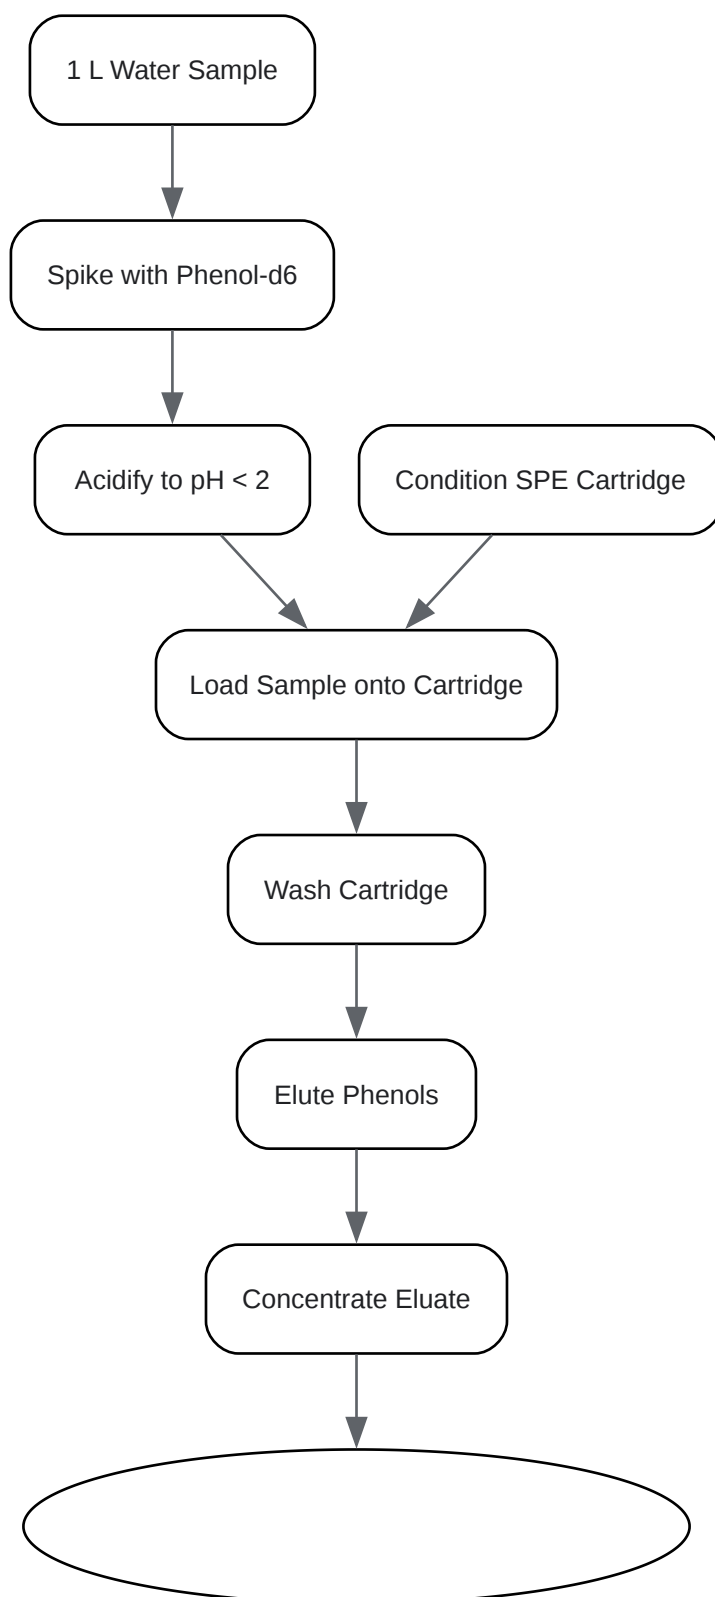 1 L Water Sample
Spike with Phenol-d6
Acidify to pH < 2
Condition SPE Cartridge
Load Sample onto Cartridge
Wash Cartridge
Elute Phenols
Concentrate Eluate